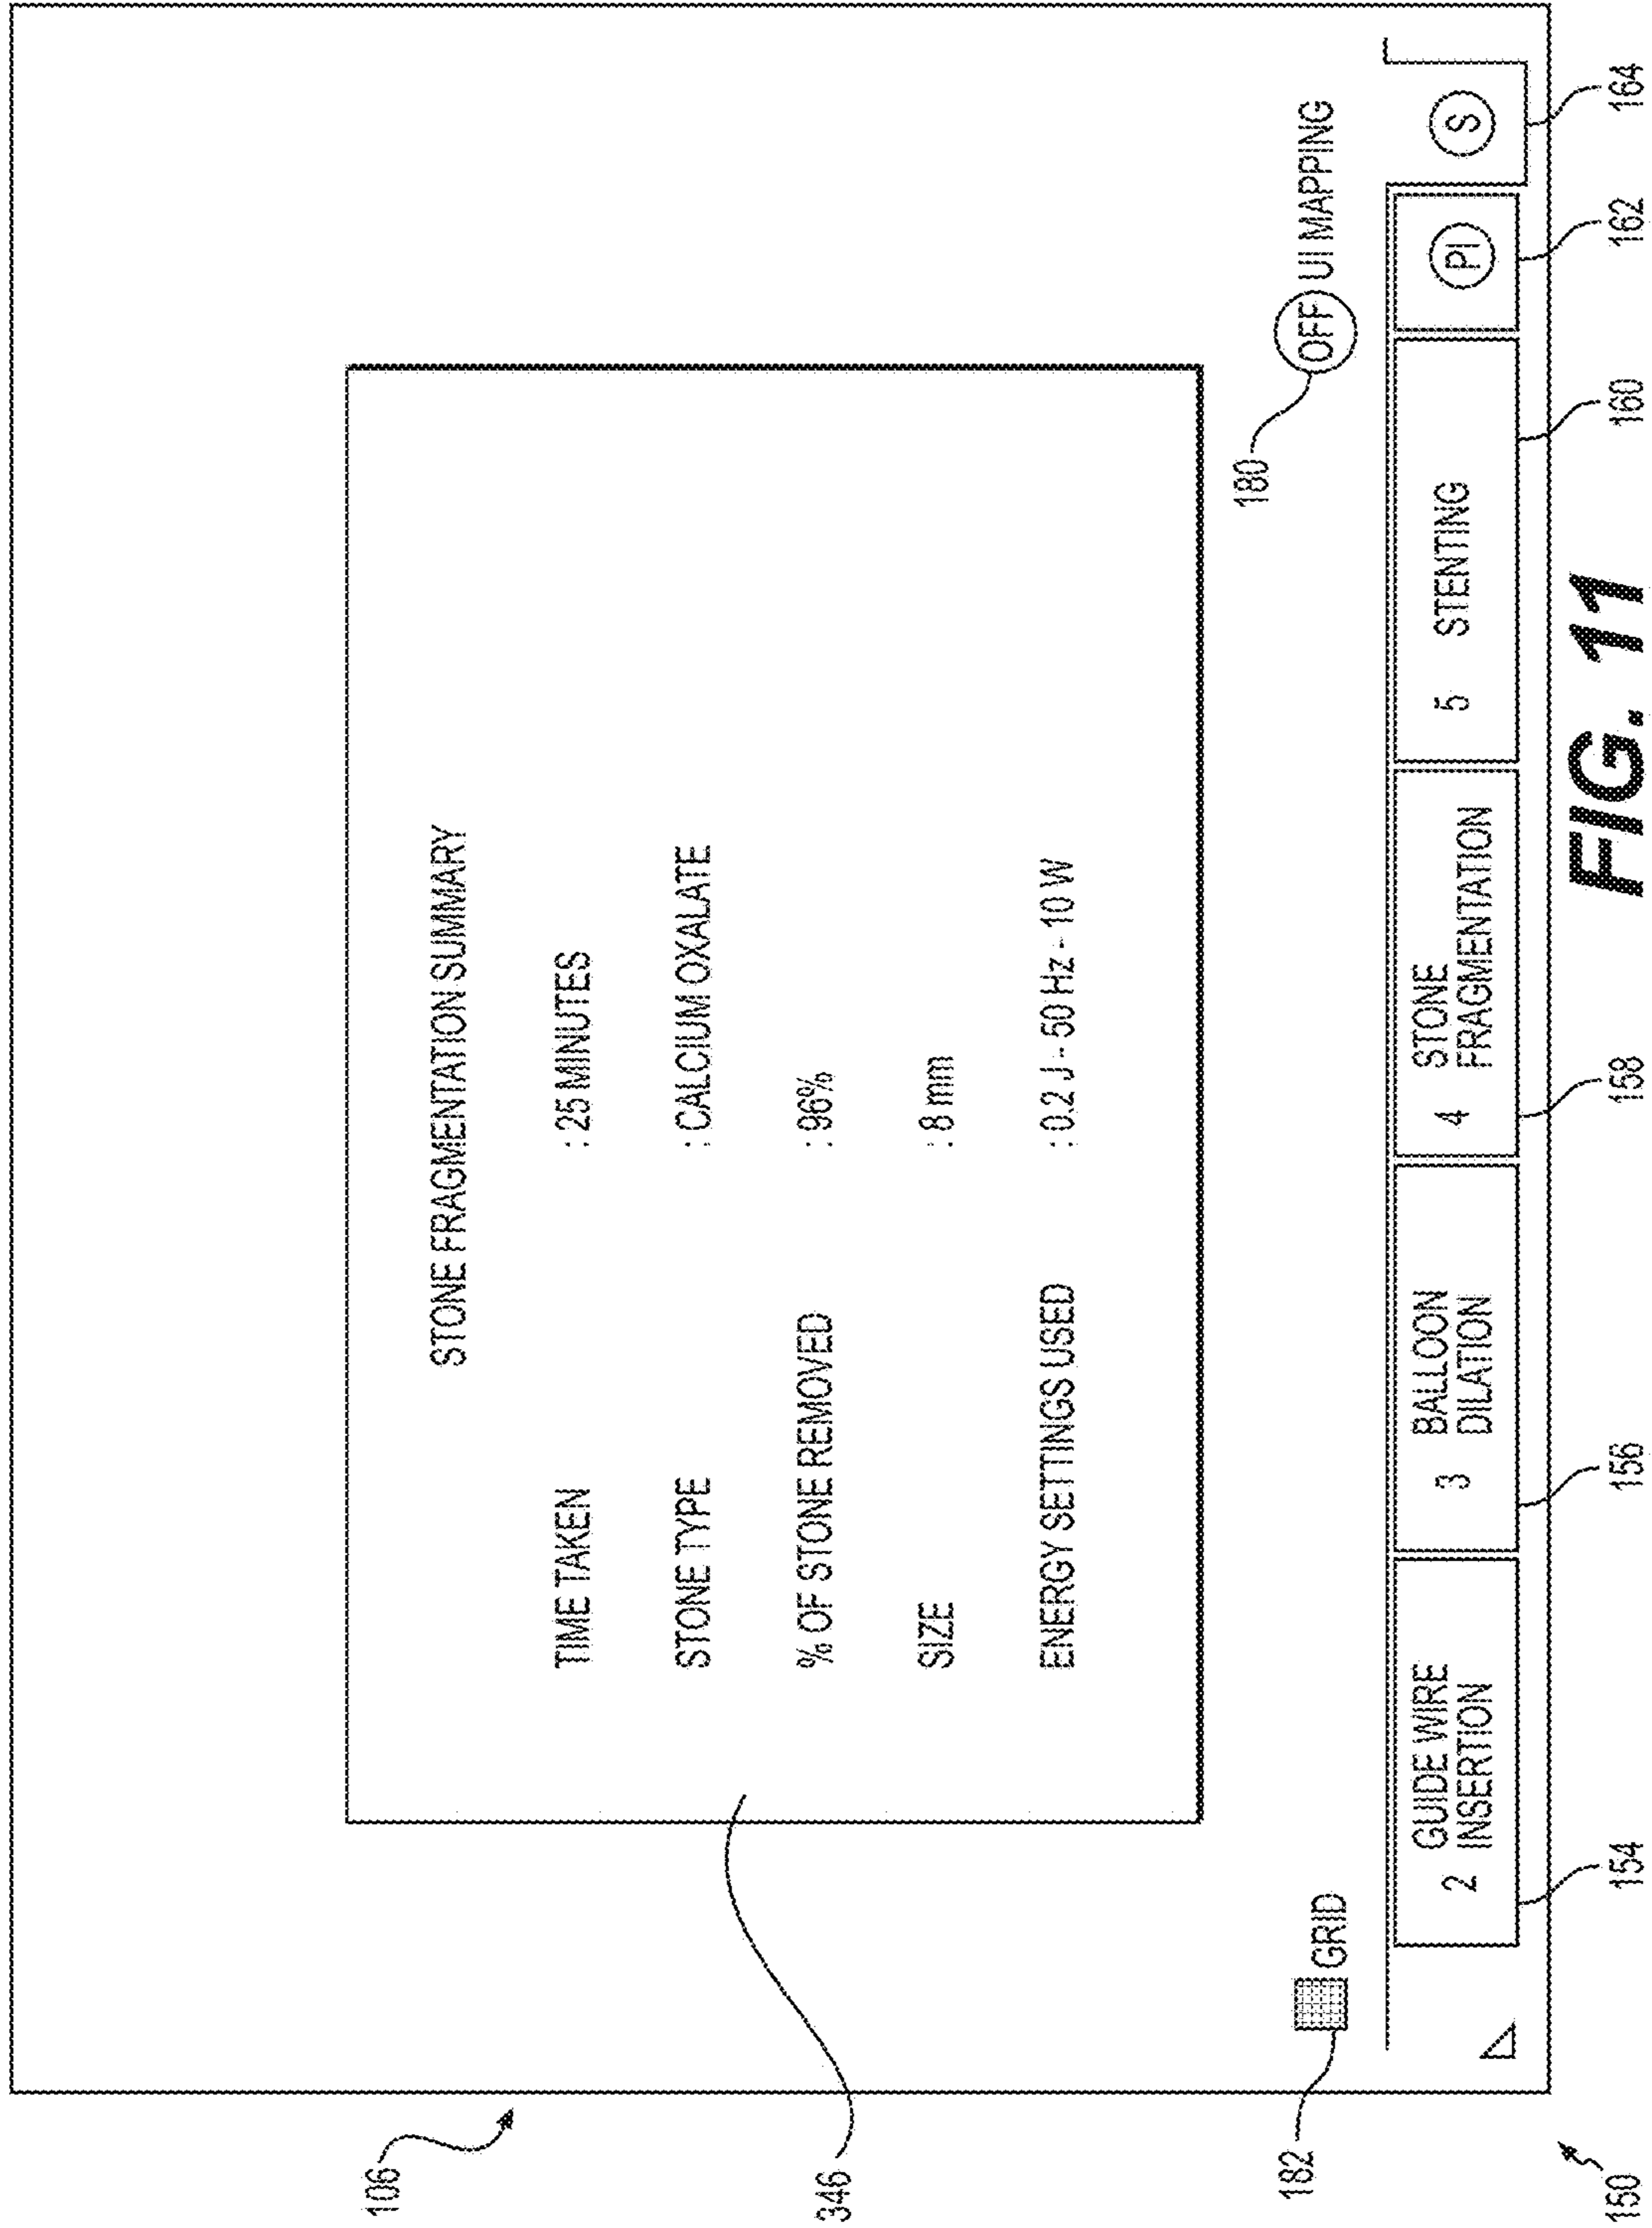 106
346
STONE FRAGMENTATION SUMMARY
TIME TAKEN : 25 MINUTES
STONE TYPE : CALCIUM OXALATE
% OF STONE REMOVED : 96%
SIZE : 8 mm
ENERGY SETTINGS USED : 0.2 J - 50 Hz - 10 W
180
182
GRID
OFF UI MAPPING
2 GUIDE WIRE
INSERTION
3 BALLOON
DILATION
4 STONE
FRAGMENTATION
5 STENTING
PI
S
150
154
156
158
160
162
164
FIG. 11